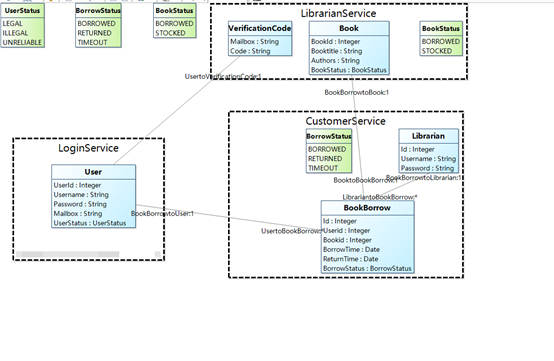 UserStatus
LEGAL
ILLEGAL
UNRELIABLE
BorrowStatus
BORROWED
RETURNED
TIMEOUT
BookStatus
BORROWED
STOCKED
LibrarianService
VerificationCode
Mailbox : String
Code : String
Book
BookId : Integer
Booktitle : String
Authors : String
BookStatus : BookStatus
BookStatus
BORROWED
STOCKED
UsertoVerificationCode:1
BookBorrowtoBook:1
CustomerService
BorrowStatus
BORROWED
RETURNED
TIMEOUT
Librarian
Id : Integer
Username : String
Password : String
BookBorrowtoLibrarian:1
BooktoBookBorrow:1
LibrariantoBookBorrow:*
LoginService
User
UserId : Integer
Username : String
Password : String
Mailbox : String
UserStatus : UserStatus
BookBorrowtoUser:1
UsertoBookBorrow:*
BookBorrow
Id : Integer
Userid : Integer
Bookid : Integer
BorrowTime : Date
ReturnTime : Date
BorrowStatus : BorrowStatus